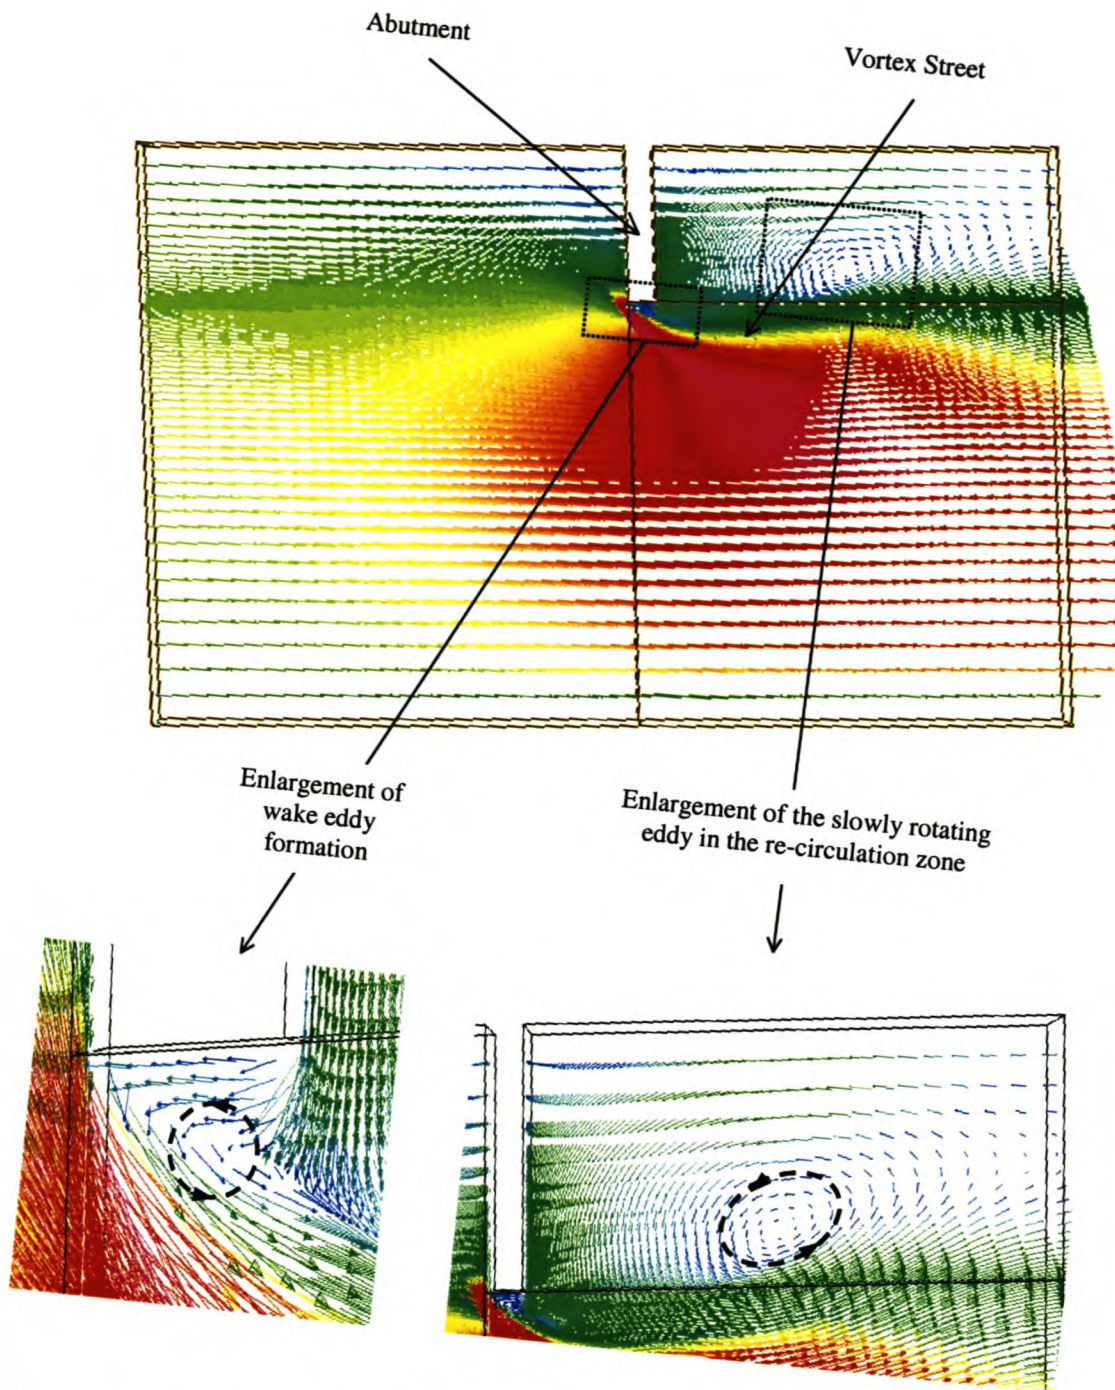 Abutment
Vortex Street
Enlargement of
wake eddy
formation
Enlargement of the slowly rotating
eddy in the re-circulation zone